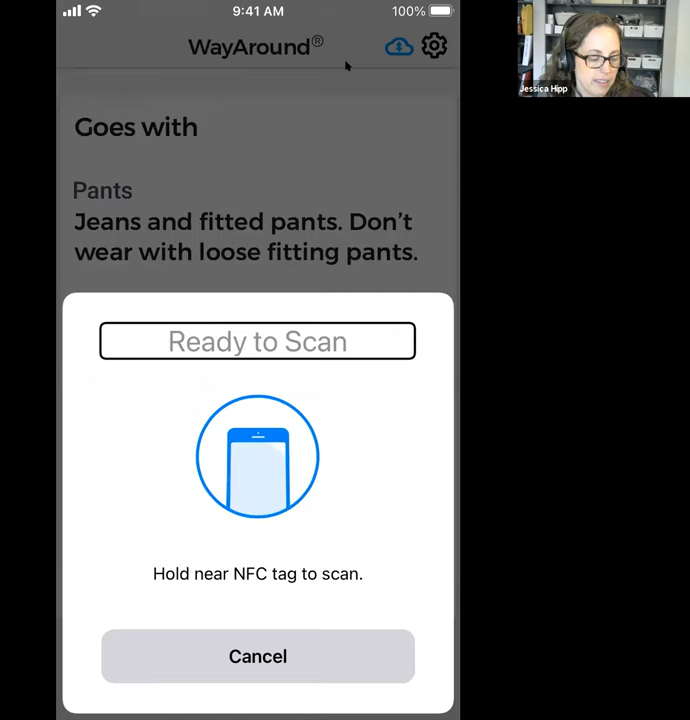 9:41 AM
100%
WayAround®
Goes with
Pants
Jeans and fitted pants. Don't
wear with loose fitting pants.
Ready to Scan
Hold near NFC tag to scan.
Cancel
Jessica Hipp